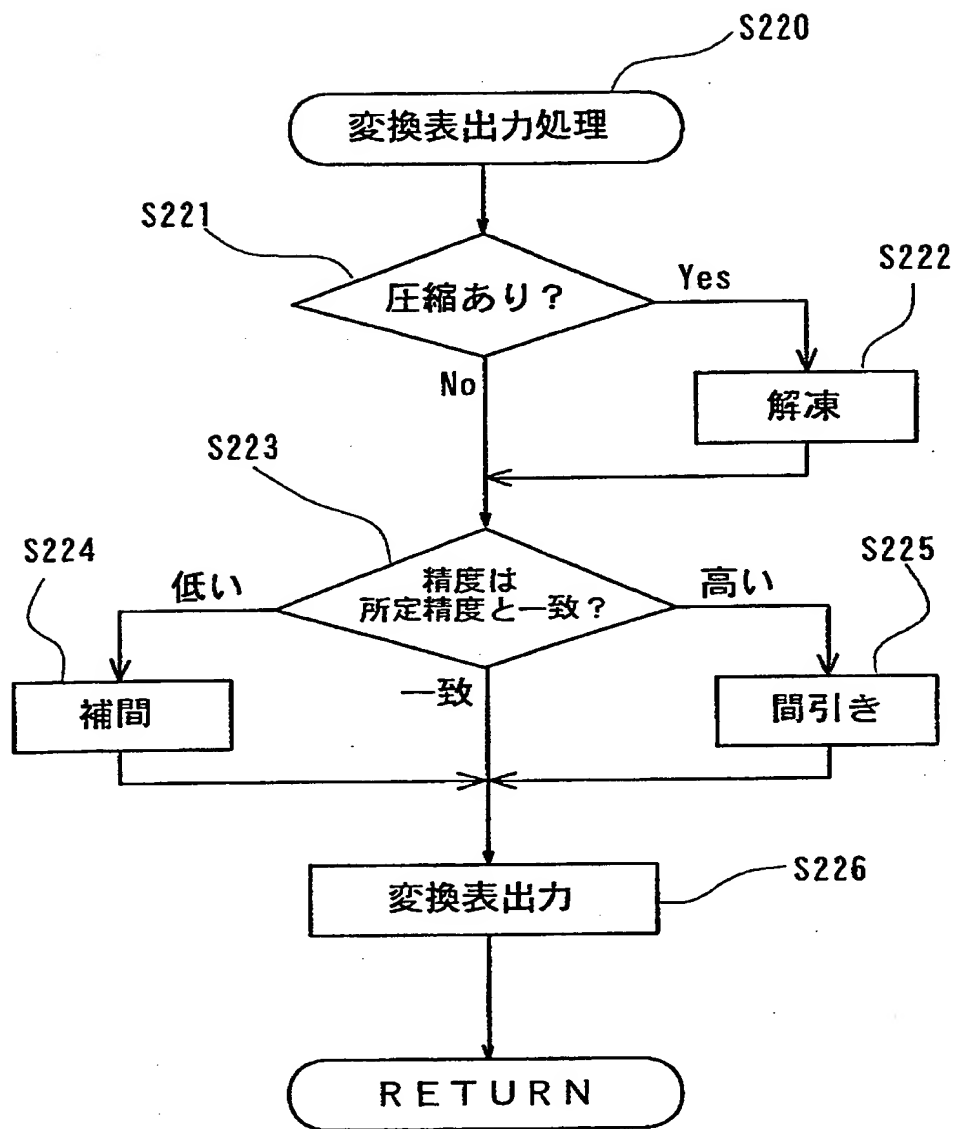 S220
変換表出力処理
S221
圧縮あり？
Yes
S222
No
解凍
S223
S224
低い
精度は
所定精度と一致？
高い
S225
補間
一致
間引き
変換表出力
S226
RETURN